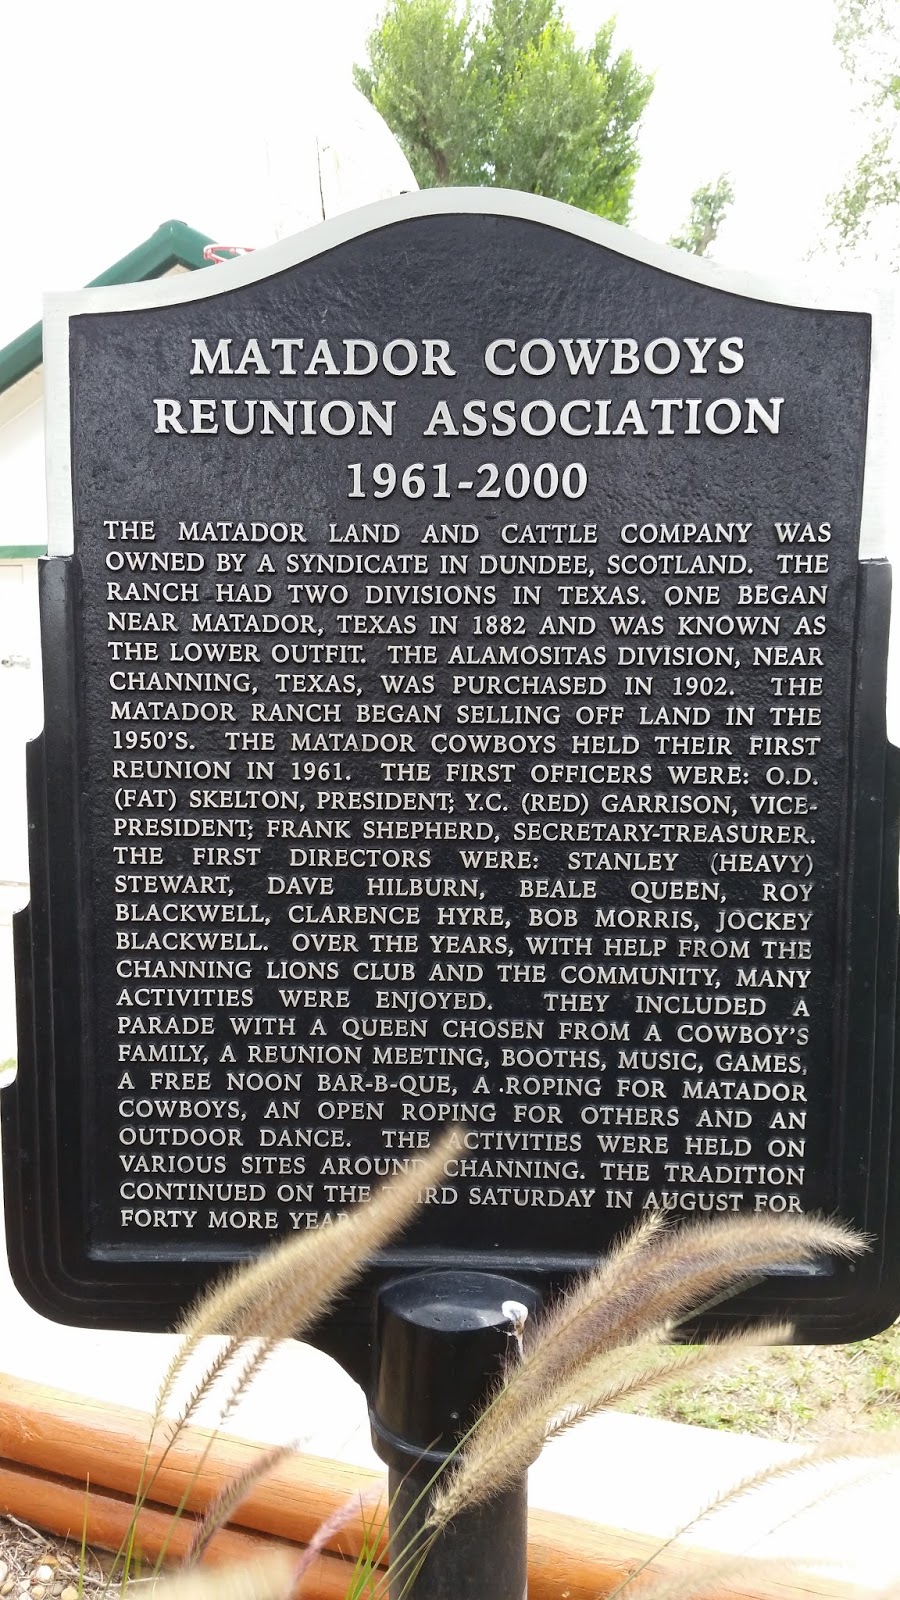 MATADOR COWBOYS
REUNION ASSOCIATION
1961-2000
THE MATADOR LAND AND CATTLE COMPANY WAS
OWNED BY A SYNDICATE IN DUNDEE, SCOTLAND. THE
RANCH HAD TWO DIVISIONS IN TEXAS. ONE BEGAN
NEAR MATADOR, TEXAS IN 1882 AND WAS KNOWN AS
THE LOWER OUTFIT. THE ALAMOSITAS DIVISION, NEAR
CHANNING, TEXAS, WAS PURCHASED IN 1902. THE
MATADOR RANCH BEGAN SELLING OFF LAND IN THE
1950'S. THE MATADOR COWBOYS HELD THEIR FIRST
REUNION IN 1961. THE FIRST OFFICERS WERE: O.D.
(FAT) SKELTON, PRESIDENT; Y.C. (RED) GARRISON, VICE-
PRESIDENT; FRANK SHEPHERD, SECRETARY-TREASURER.
THE FIRST DIRECTORS WERE: STANLEY (HEAVY)
STEWART, DAVE HILBURN, BEALE QUEEN, ROY
BLACKWELL, CLARENCE HYRE, BOB MORRIS, JOCKEY
BLACKWELL. OVER THE YEARS, WITH HELP FROM THE
CHANNING LIONS CLUB AND THE COMMUNITY, MANY
ACTIVITIES WERE ENJOYED. THEY INCLUDED A
PARADE WITH A QUEEN CHOSEN FROM A COWBOY'S
FAMILY, A REUNION MEETING, BOOTHS, MUSIC, GAMES,
A FREE NOON BAR-B-QUE, A ROPING FOR MATADOR
COWBOYS, AN OPEN ROPING FOR OTHERS AND AN
OUTDOOR DANCE. THE ACTIVITIES WERE HELD ON
VARIOUS SITES AROUND CHANNING. THE TRADITION
CONTINUED ON THE THIRD SATURDAY IN AUGUST FOR
FORTY MORE